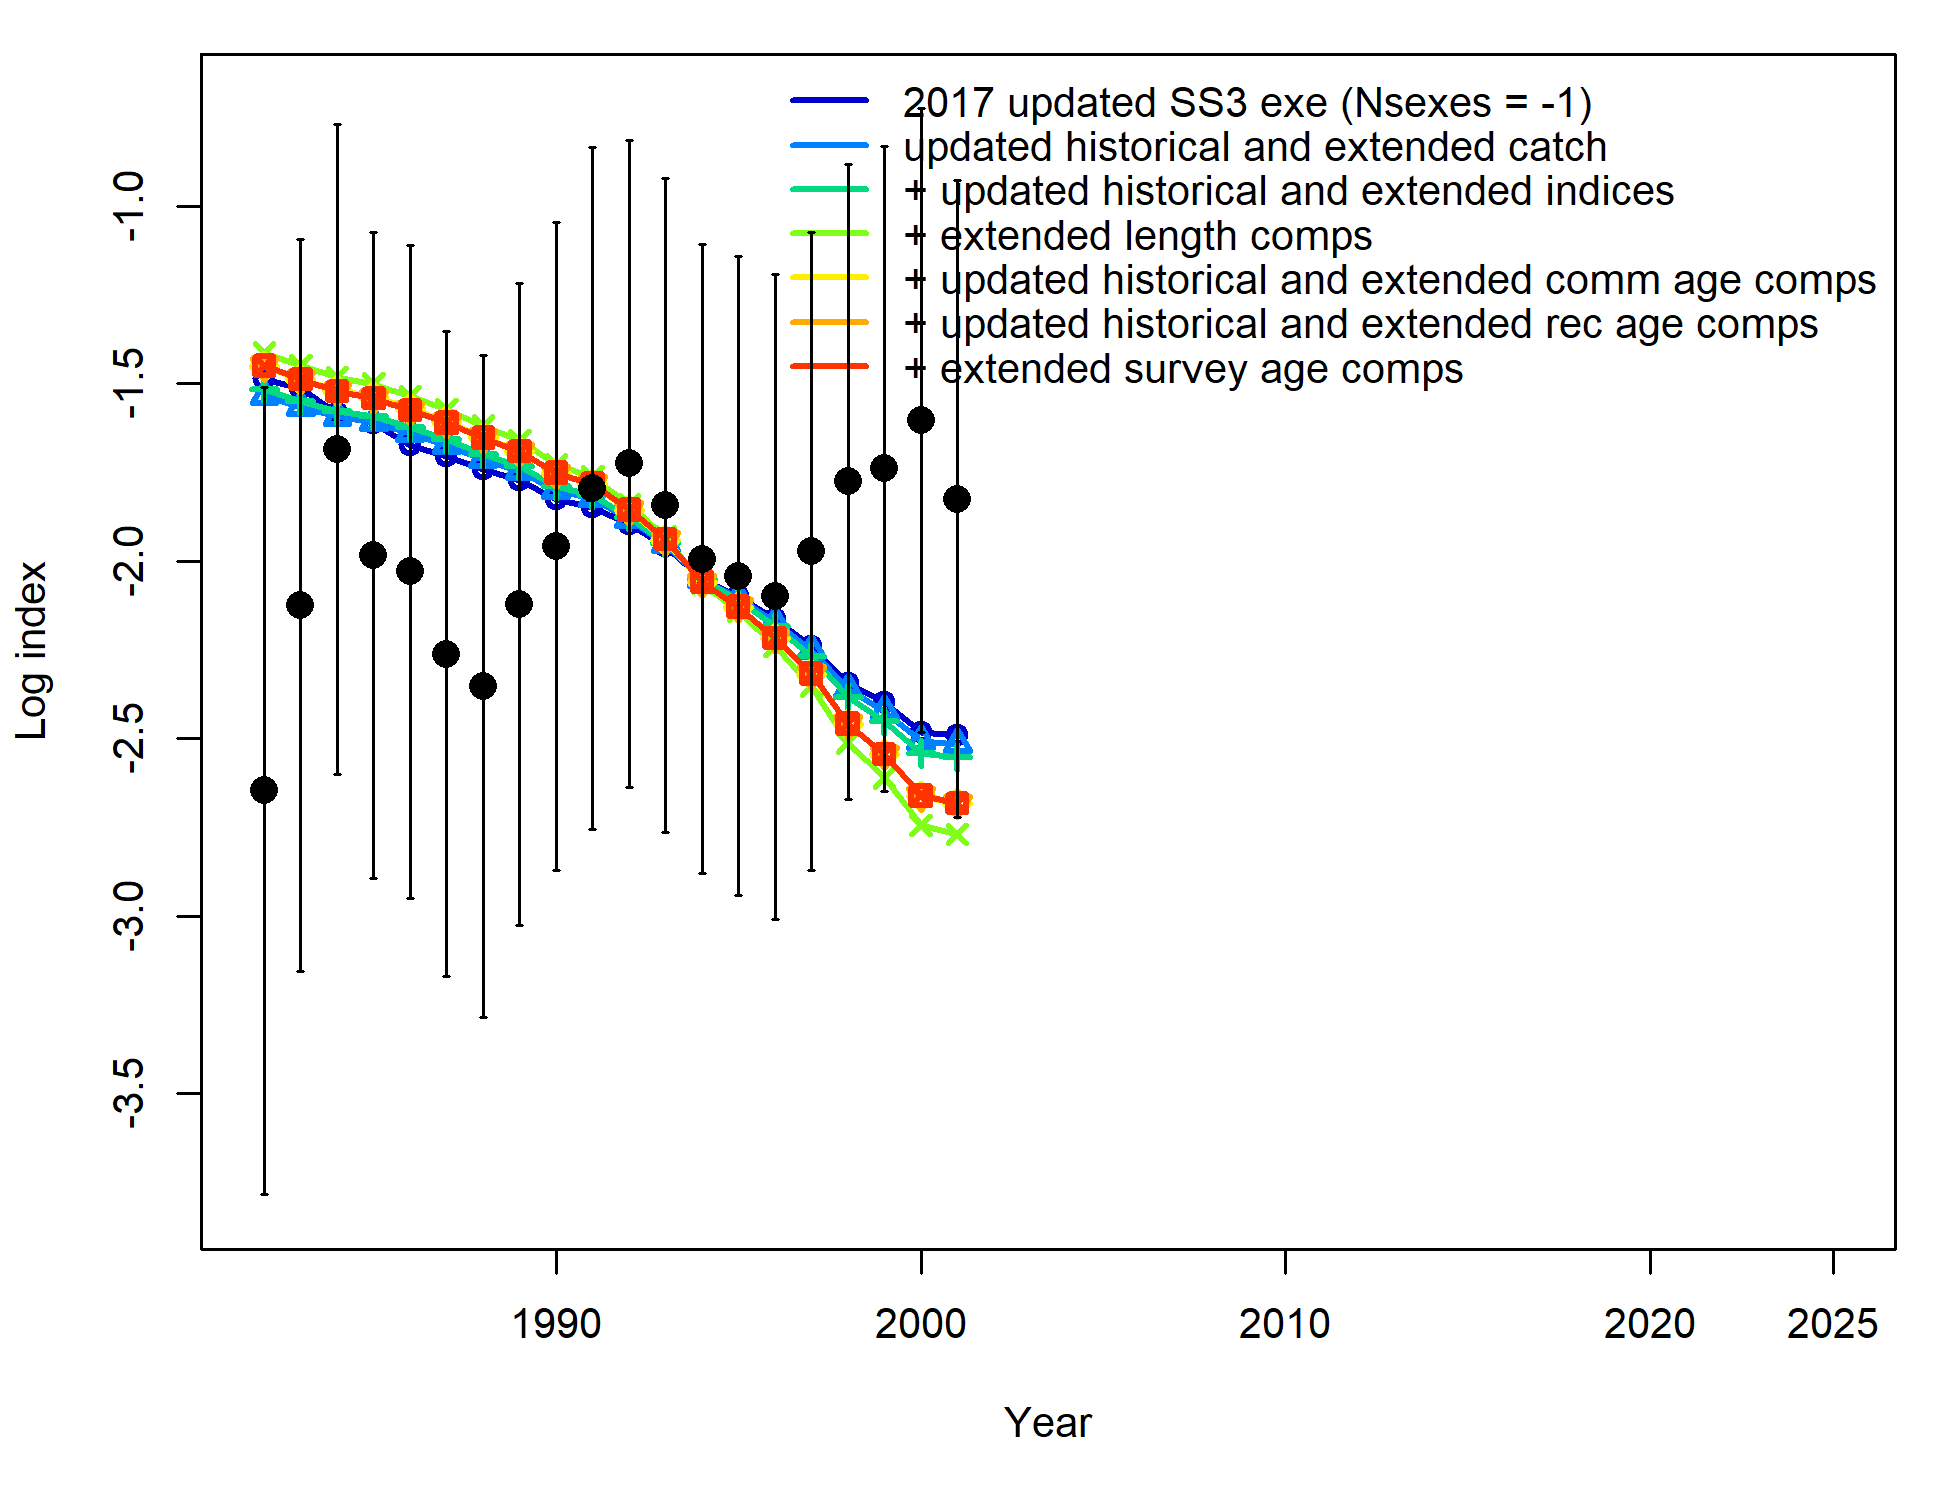 2017 updated SS3 exe (Nsexes = -1)
updated historical and extended catch
+ updated historical and extended indices
+ extended length comps
+ updated historical and extended comm age comps
+ updated historical and extended rec age comps
+ extended survey age comps
Log index
-1.0
-1.5
-2.0
-2.5
-3.0
-3.5
1990
2000
2010
2020
2025
Year